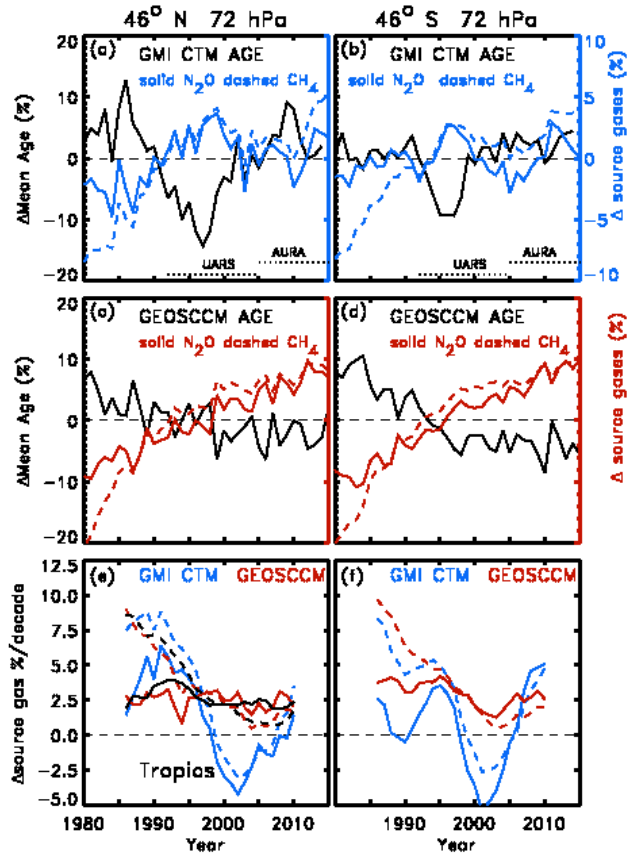 46° N 72 hPa
46° S 72 hPa
(a)
GMI CTM AGE
solid N₂O dashed CH₄
UARS
AURA
20
10
0
-10
-20
ΔMean Age (%)
(b)
GMI CTM AGE
solid N₂O dashed CH₄
UARS
AURA
10
5
0
-5
-10
Δ source gases (%)
(c)
GEOSCCM AGE
solid N₂O dashed CH₄
20
10
0
-10
-20
ΔMean Age (%)
(d)
GEOSCCM AGE
solid N₂O dashed CH₄
Δ source gases (%)
(e)
GMI CTM GEOSCCM
Tropics
12.5
10.0
7.5
5.0
2.5
0.0
-2.5
-5.0
Δsource gas %/decade
1980 1990 2000 2010
Year
(f)
GMI CTM GEOSCCM
1990 2000 2010
Year